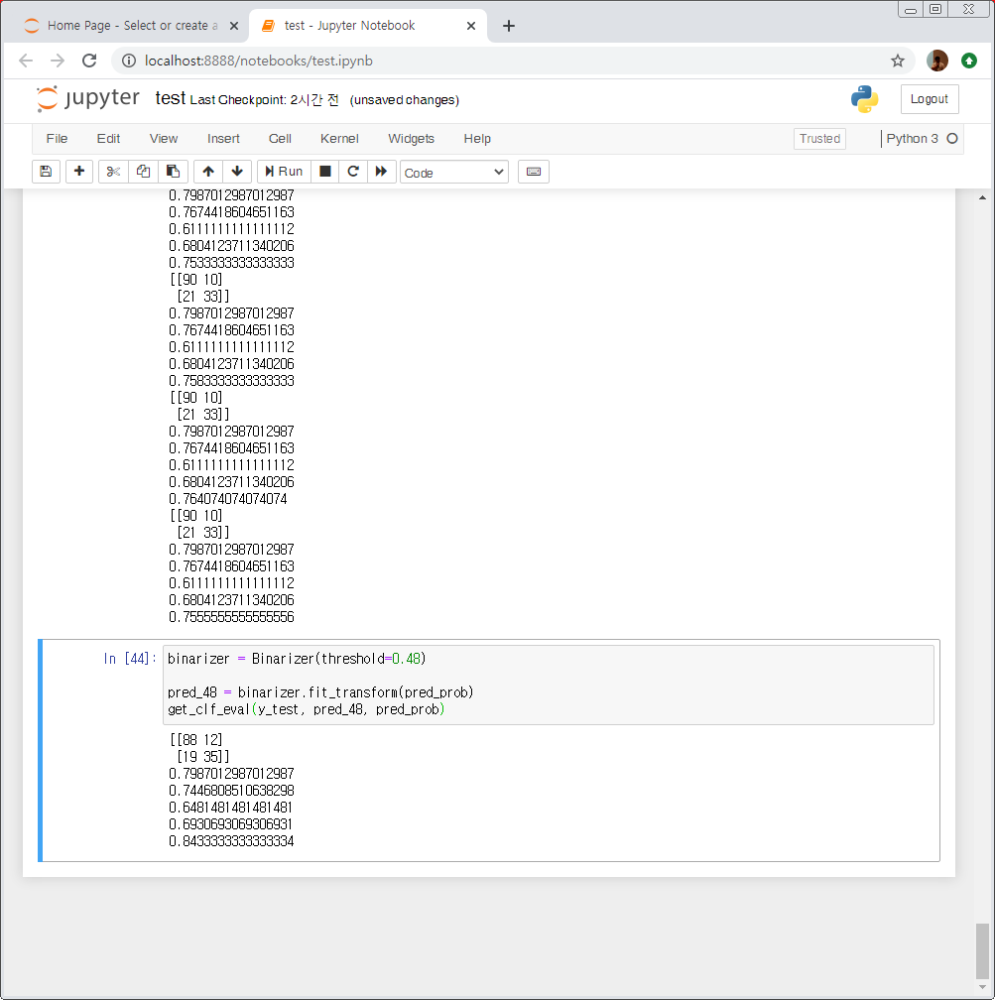 Home Page - Select or create a
test - Jupyter Notebook
localhost:8888/notebooks/test.ipynb
jupyter test Last Checkpoint: 2시간 전 (unsaved changes)
Logout
File Edit View Insert Cell Kernel Widgets Help
Trusted
Python 3
Run
Code
0.7987012987012987
0.7674418604651163
0.6111111111111112
0.6804123711340206
0.7533333333333333
[[90 10]
[21 33]]
0.7987012987012987
0.7674418604651163
0.6111111111111112
0.6804123711340206
0.7583333333333333
[[90 10]
[21 33]]
0.7987012987012987
0.7674418604651163
0.6111111111111112
0.6804123711340206
0.764074074074074
[[90 10]
[21 33]]
0.7987012987012987
0.7674418604651163
0.6111111111111112
0.6804123711340206
0.7555555555555556
In [44]: binarizer = Binarizer(threshold=0.48)
pred_48 = binarizer.fit_transform(pred_prob)
get_clf_eval(y_test, pred_48, pred_prob)
[[88 12]
[19 35]]
0.7987012987012987
0.7446808510638298
0.6481481481481481
0.6930693069306931
0.8433333333333334